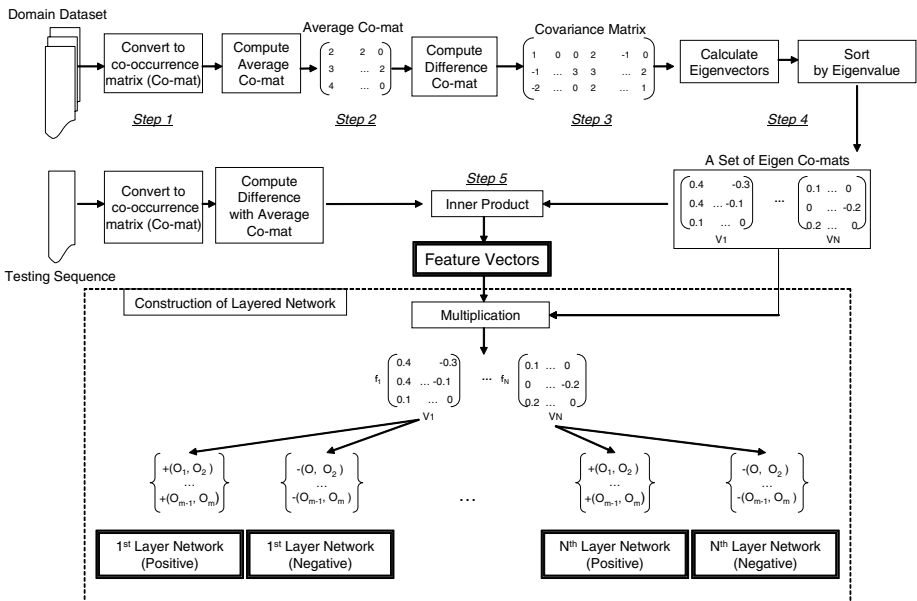 Domain Dataset
Convert to
co-occurrence
matrix (Co-mat)
Compute
Average
Co-mat
Average Co-mat
2 2 0
3 ... 2
4 ... 0
Compute
Difference
Co-mat
Covariance Matrix
1 0 0 2 -1 0
-1 ... 3 3 ... 2
-2 ... 0 2 ... 1
Calculate
Eigenvectors
Sort
by Eigenvalue
Step 1
Step 2
Step 3
Step 4
Testing Sequence
Convert to
co-occurrence
matrix (Co-mat)
Compute
Difference
with Average
Co-mat
Step 5
Inner Product
A Set of Eigen Co-mats
0.4 -0.3
0.4 ... -0.1
0.1 ... 0
V1
...
0.1 ... 0
0 ... -0.2
0.2 ... 0
VN
Feature Vectors
Construction of Layered Network
Multiplication
f1
0.4 -0.3
0.4 ... -0.1
0.1 ... 0
V1
...
fN
0.1 ... 0
0 ... -0.2
0.2 ... 0
VN
+(O1, O2)
...
+(Om-1, Om)
-(O, O2 )
...
-(Om-1, Om )
...
+(O1, O2)
...
+(Om-1, Om)
-(O, O2)
...
-(Om-1, Om )
1st Layer Network
(Positive)
1st Layer Network
(Negative)
Nth Layer Network
(Positive)
Nth Layer Network
(Negative)